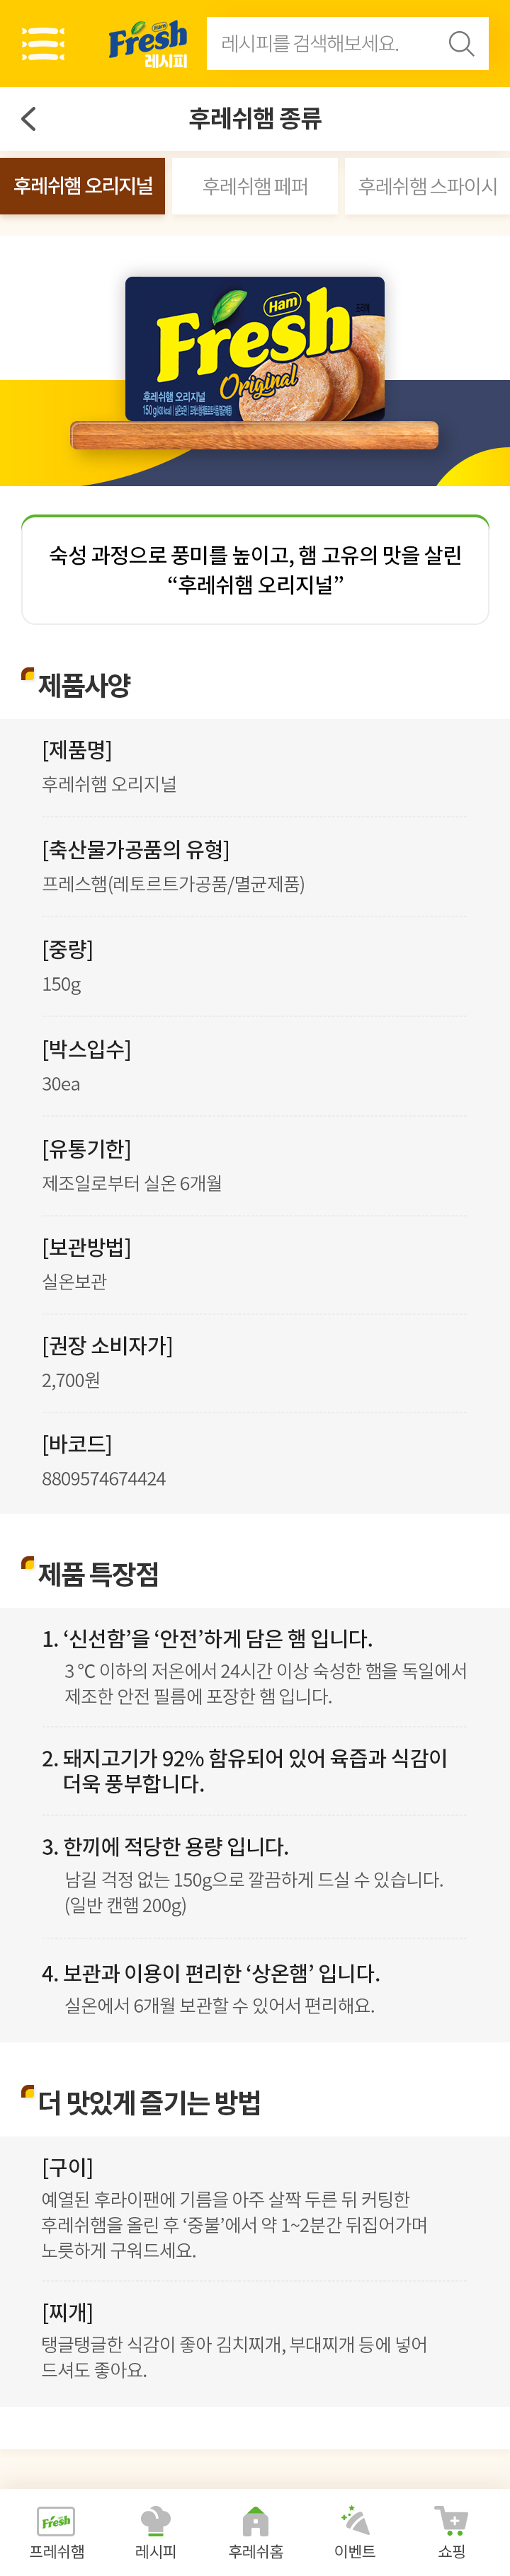 Fresh
레시피
레시피를 검색해보세요.
후레쉬햄 종류
후레쉬햄 오리지널
후레쉬햄 페퍼
후레쉬햄 스파이시
Ham
Fresh
Original
후레쉬햄 오리지널
150 g
숙성 과정으로 풍미를 높이고, 햄 고유의 맛을 살린
“후레쉬햄 오리지널”
제품사양
[제품명]
후레쉬햄 오리지널
[축산물가공품의 유형]
프레스햄(레토르트가공품/멸균제품)
[중량]
150g
[박스입수]
30ea
[유통기한]
제조일로부터 실온 6개월
[보관방법]
실온보관
[권장 소비자가]
2,700원
[바코드]
8809574674424
제품 특장점
1. ‘신선함’을 ‘안전’하게 담은 햄 입니다.
3 ℃ 이하의 저온에서 24시간 이상 숙성한 햄을 독일에서
제조한 안전 필름에 포장한 햄 입니다.
2. 돼지고기가 92% 함유되어 있어 육즙과 식감이
더욱 풍부합니다.
3. 한끼에 적당한 용량 입니다.
남길 걱정 없는 150g으로 깔끔하게 드실 수 있습니다.
(일반 캔햄 200g)
4. 보관과 이용이 편리한 ‘상온햄’ 입니다.
실온에서 6개월 보관할 수 있어서 편리해요.
더 맛있게 즐기는 방법
[구이]
예열된 후라이팬에 기름을 아주 살짝 두른 뒤 커팅한
후레쉬햄을 올린 후 ‘중불’에서 약 1~2분간 뒤집어가며
노릇하게 구워드세요.
[찌개]
탱글탱글한 식감이 좋아 김치찌개, 부대찌개 등에 넣어
드셔도 좋아요.
Fresh
프레쉬햄
레시피
후레쉬홈
이벤트
쇼핑